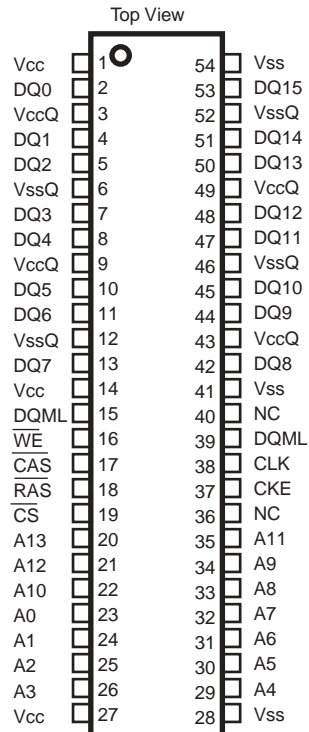 Top View
Vcc 1 54 Vss
DQ0 2 53 DQ15
VccQ 3 52 VssQ
DQ1 4 51 DQ14
DQ2 5 50 DQ13
VssQ 6 49 VccQ
DQ3 7 48 DQ12
DQ4 8 47 DQ11
VccQ 9 46 VssQ
DQ5 10 45 DQ10
DQ6 11 44 DQ9
VssQ 12 43 VccQ
DQ7 13 42 DQ8
Vcc 14 41 Vss
DQML 15 40 NC
WE 16 39 DQML
CAS 17 38 CLK
RAS 18 37 CKE
CS 19 36 NC
A13 20 35 A11
A12 21 34 A9
A10 22 33 A8
A0 23 32 A7
A1 24 31 A6
A2 25 30 A5
A3 26 29 A4
Vcc 27 28 Vss